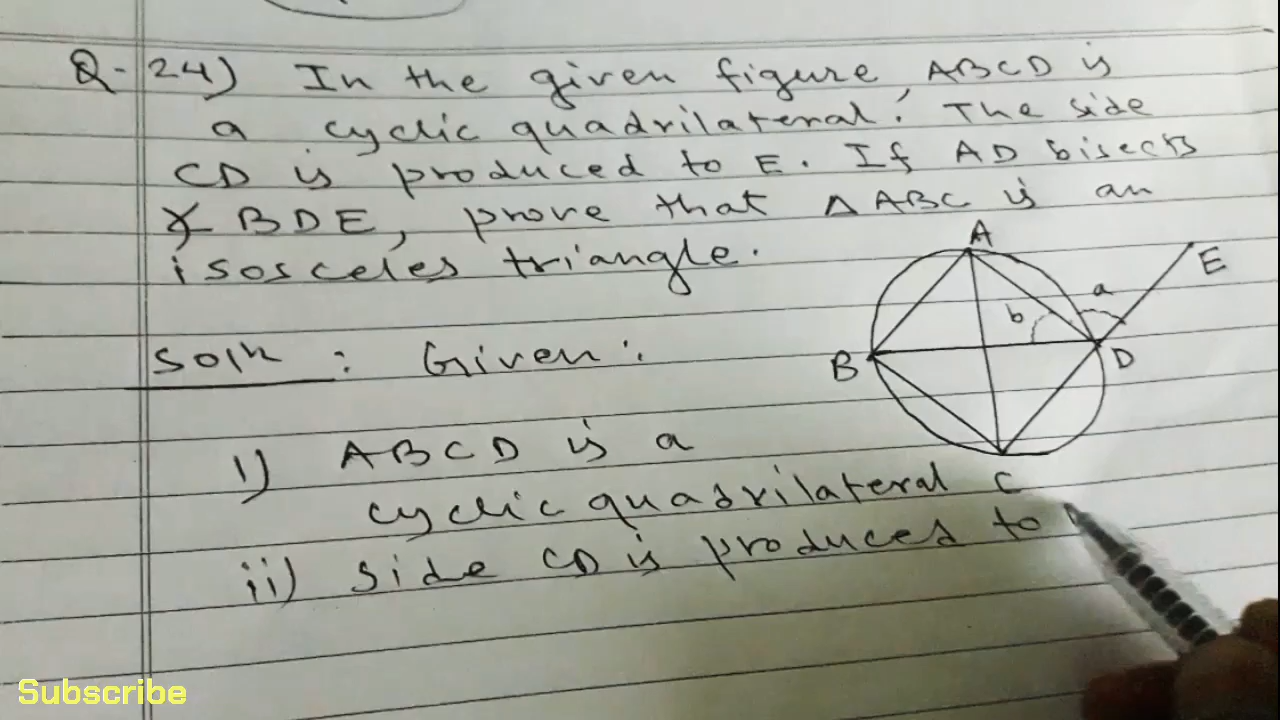 Q-24) In the given figure, ABCD is
a cyclic quadrilateral. The side
CD is produced to E. If AD bisects
∠BDE, prove that △ABC is an
isosceles triangle.
A
E
a
b
B
D
Soln: Given:
i) ABCD is a
cyclic quadrilateral
C
ii) side CD is produced to
Subscribe